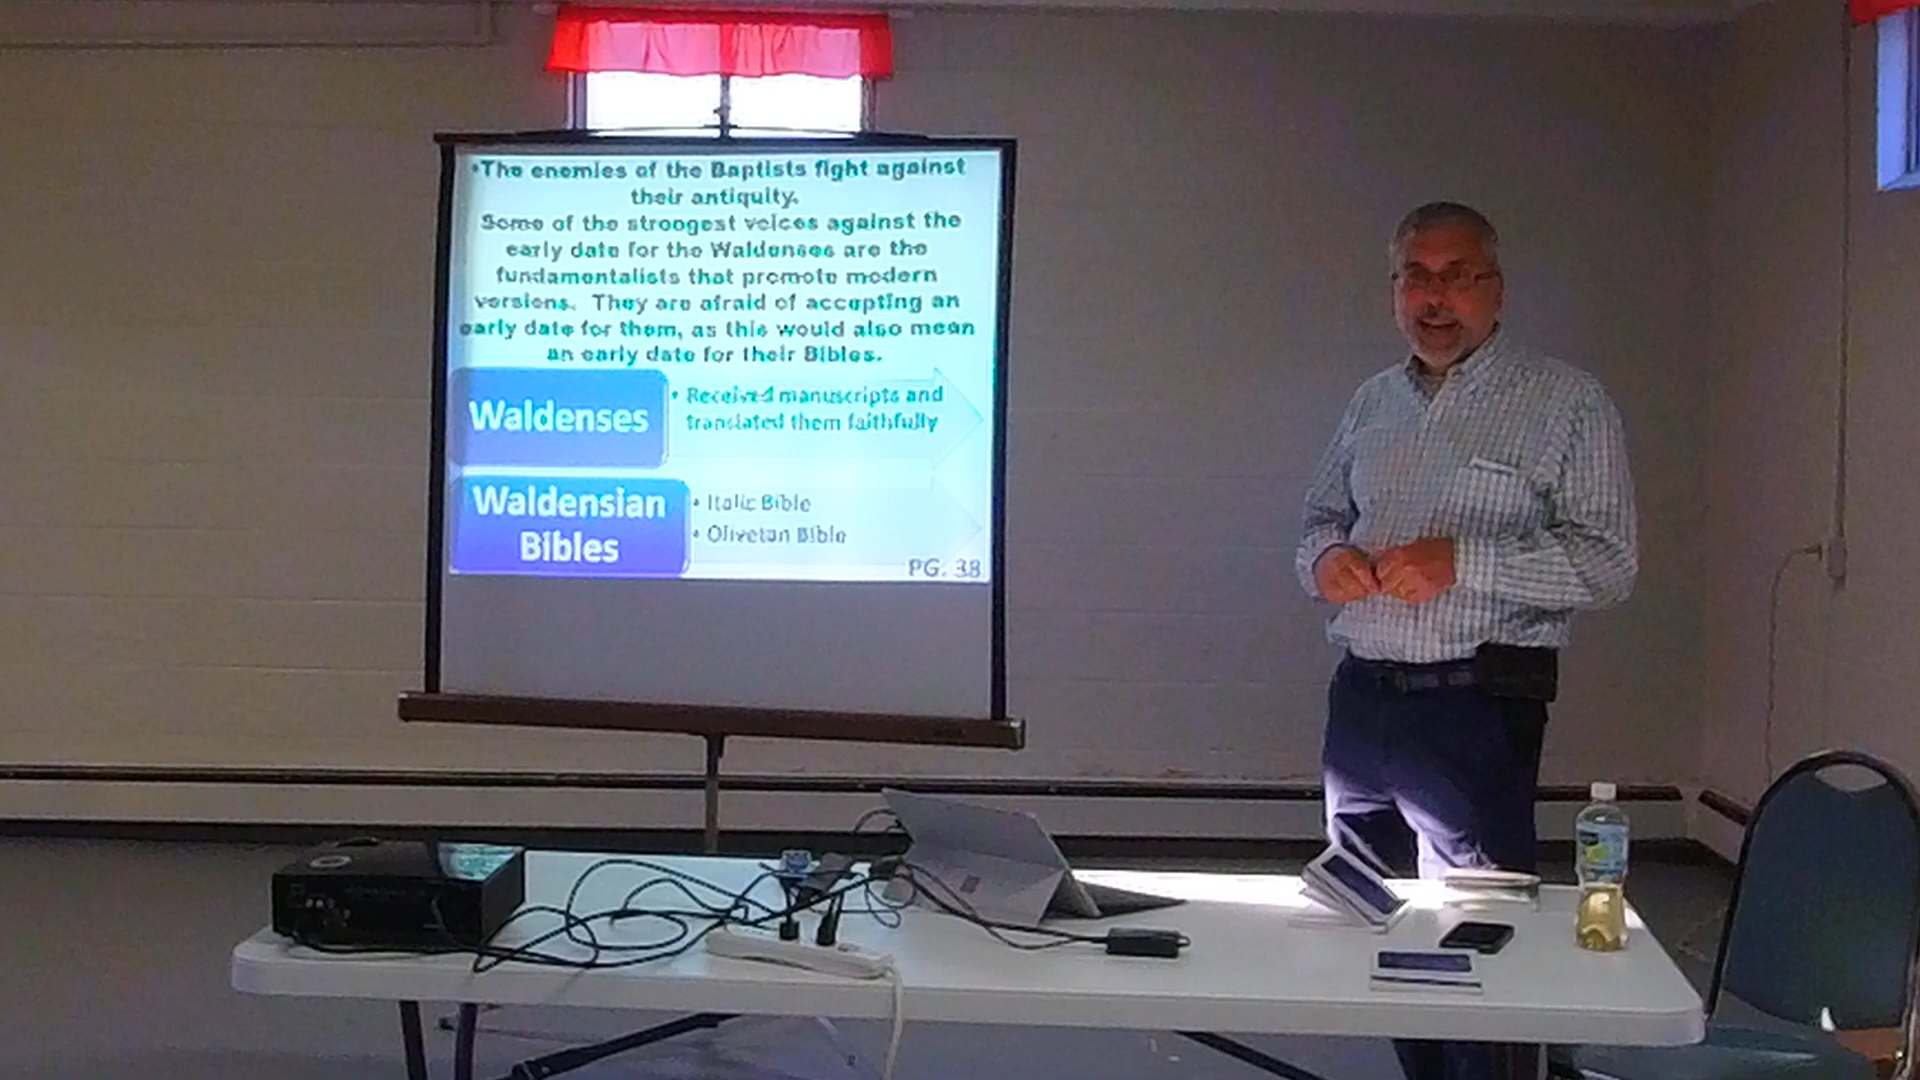 •The enemies of the Baptists fight against
their antiquity.
Some of the strongest voices against the
early date for the Waldenses are the
fundamentalists that promote modern
versions. They are afraid of accepting an
early date for them, as this would also mean
an early date for their Bibles.
Waldenses
• Received manuscripts and
translated them faithfully
Waldensian
Bibles
• Italic Bible
• Olivetan Bible
PG. 38